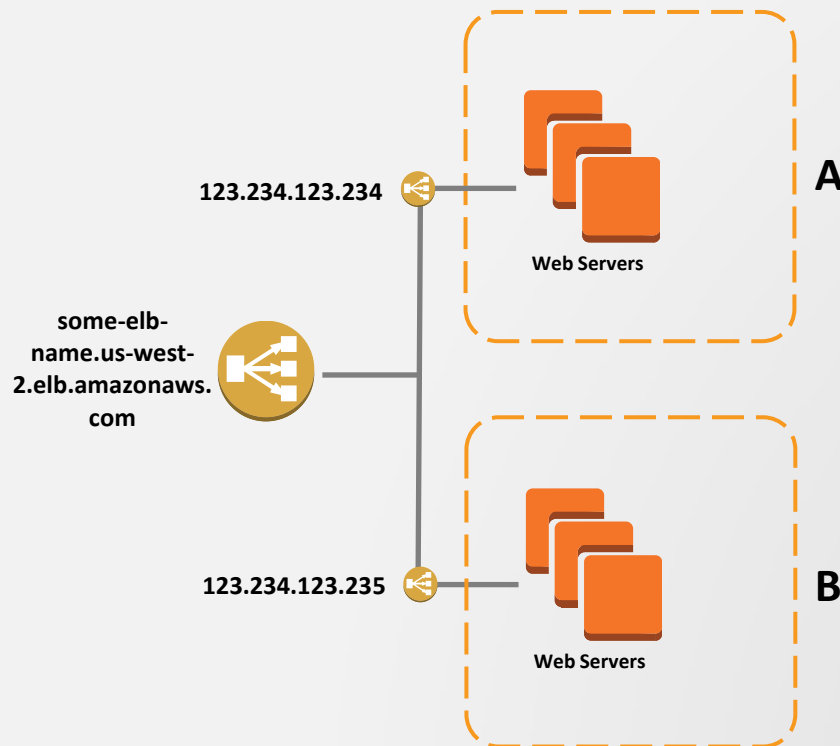 123.234.123.234
Web Servers
A
some-elb-
name.us-west-
2.elb.amazonaws.
com
123.234.123.235
Web Servers
B